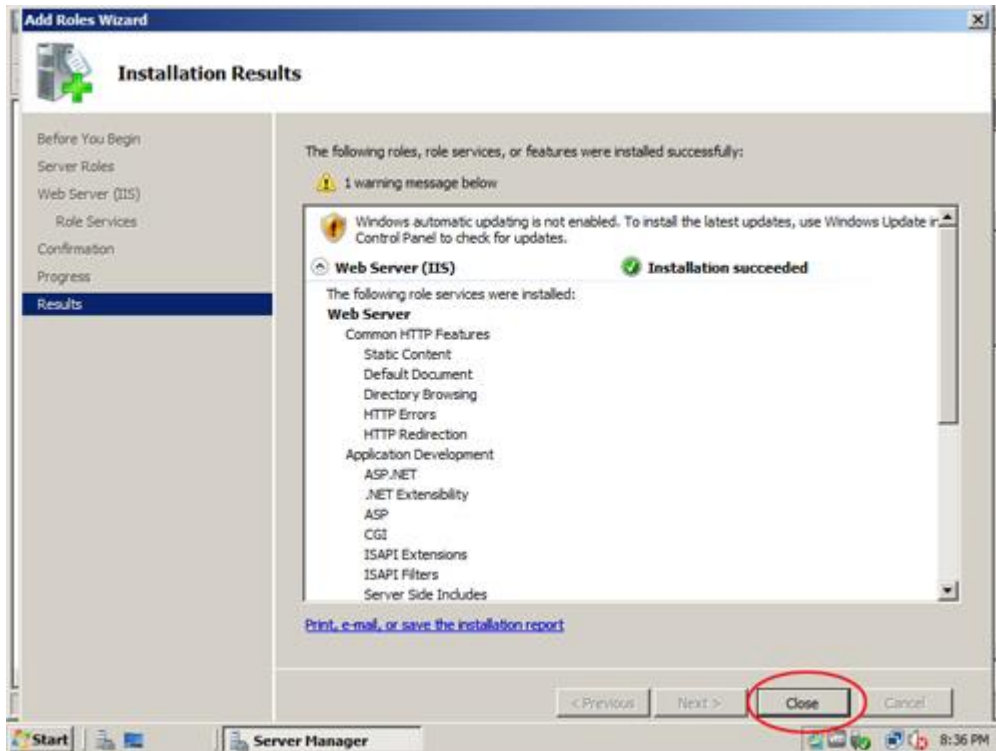 Add Roles Wizard
Installation Results
Before You Begin
Server Roles
Web Server (IIS)
Role Services
Confirmation
Progress
Results
The following roles, role services, or features were installed successfully:
1 warning message below
Windows automatic updating is not enabled. To install the latest updates, use Windows Update in
Control Panel to check for updates.
Web Server (IIS) Installation succeeded
The following role services were installed:
Web Server
Common HTTP Features
Static Content
Default Document
Directory Browsing
HTTP Errors
HTTP Redirection
Application Development
ASP.NET
.NET Extensibility
ASP
CGI
ISAPI Extensions
ISAPI Filters
Server Side Includes
Print, e-mail, or save the installation report
< Previous Next > Close Cancel
Start Server Manager 8:36 PM